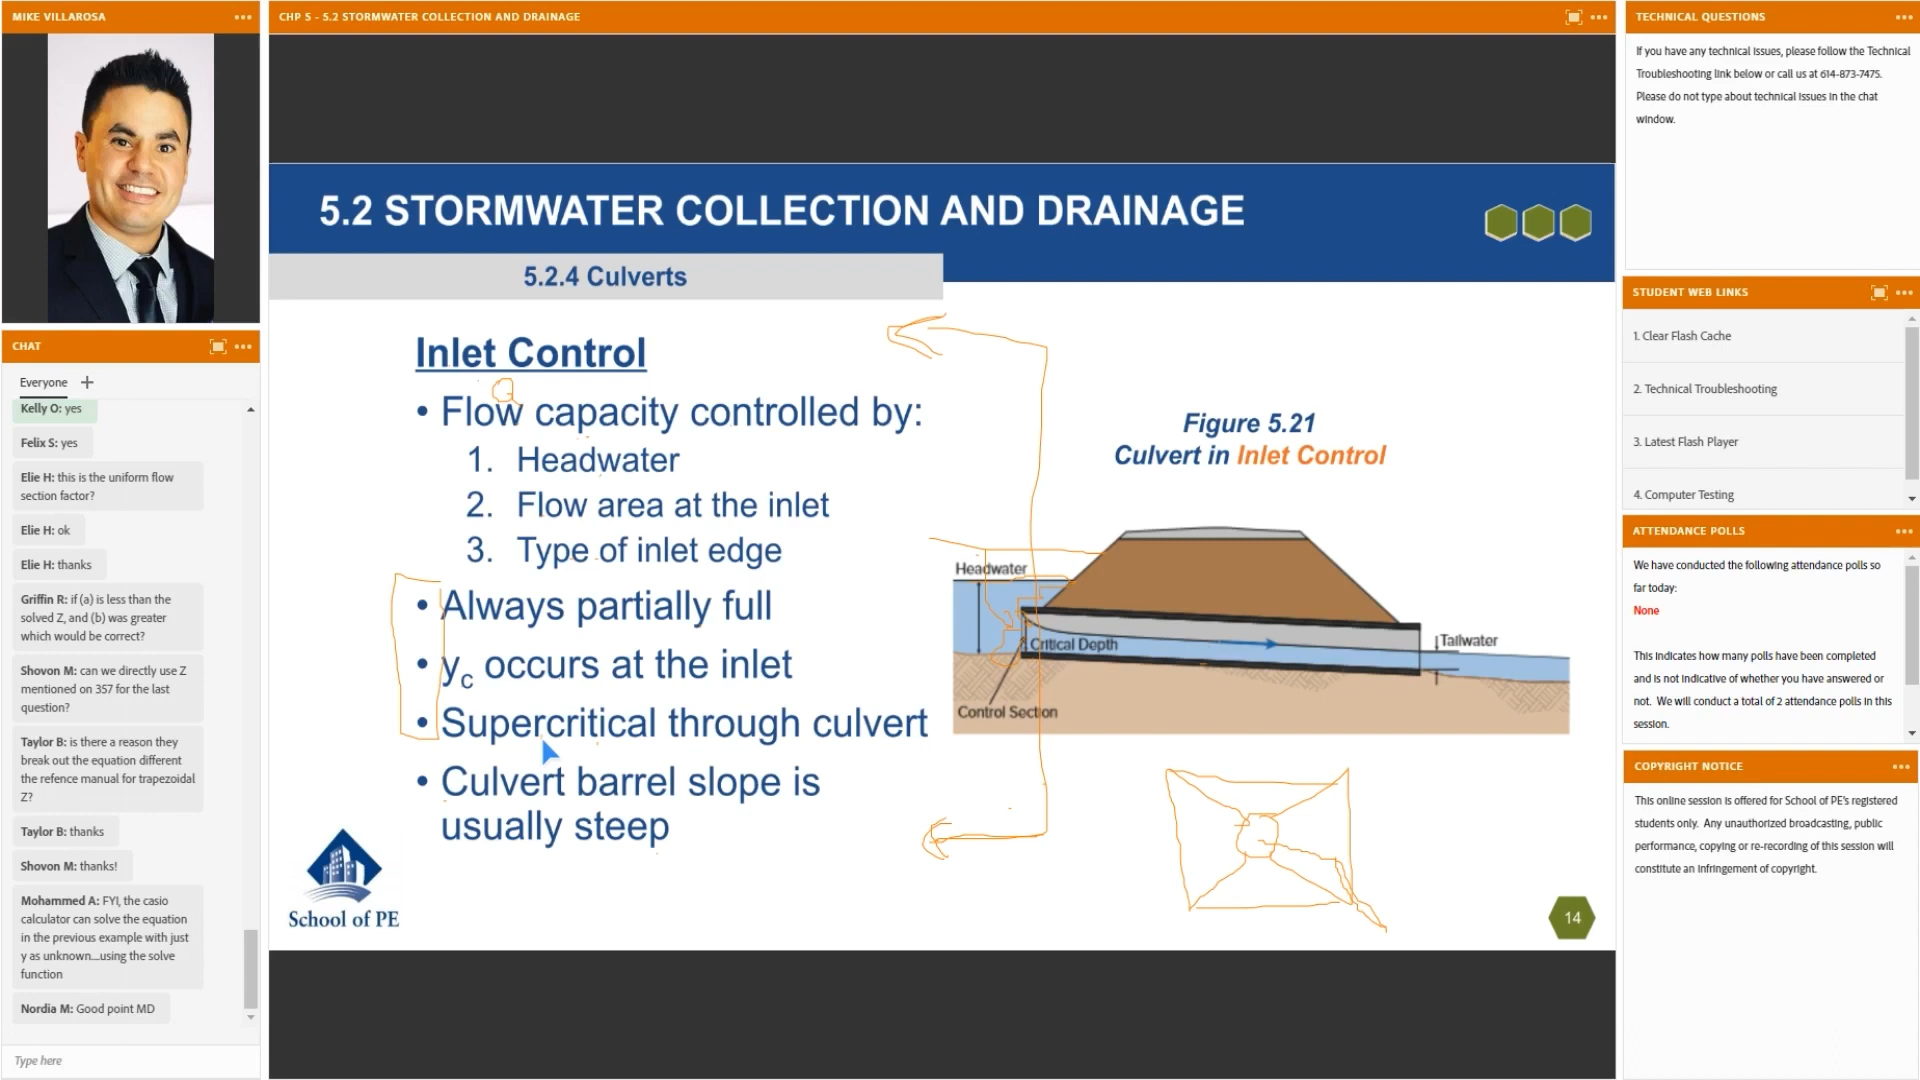 MIKE VILLAROSA
CHP 5 - 5.2 STORMWATER COLLECTION AND DRAINAGE
5.2 STORMWATER COLLECTION AND DRAINAGE
5.2.4 Culverts
Inlet Control
Q
• Flow capacity controlled by:
1. Headwater
2. Flow area at the inlet
3. Type of inlet edge
• Always partially full
• yc occurs at the inlet
• Supercritical through culvert
• Culvert barrel slope is
usually steep
Figure 5.21
Culvert in Inlet Control
Headwater
Critical Depth
Tailwater
Control Section
School of PE
14
CHAT
Everyone +
Kelly O: yes
Felix S: yes
Elie H: this is the uniform flow
section factor?
Elie H: ok
Elie H: thanks
Griffin R: if (a) is less than the
solved Z, and (b) was greater
which would be correct?
Shovon M: can we directly use Z
mentioned on 357 for the last
question?
Taylor B: is there a reason they
break out the equation different
the refence manual for trapezoidal
Z?
Taylor B: thanks
Shovon M: thanks!
Mohammed A: FYI, the casio
calculator can solve the equation
in the previous example with just
y as unknown....using the solve
function
Nordia M: Good point MD
Type here
TECHNICAL QUESTIONS
If you have any technical issues, please follow the Technical
Troubleshooting link below or call us at 614-873-7475.
Please do not type about technical issues in the chat
window.
STUDENT WEB LINKS
1. Clear Flash Cache
2. Technical Troubleshooting
3. Latest Flash Player
4. Computer Testing
ATTENDANCE POLLS
We have conducted the following attendance polls so
far today:
None
This indicates how many polls have been completed
and is not indicative of whether you have answered or
not. We will conduct a total of 2 attendance polls in this
session.
COPYRIGHT NOTICE
This online session is offered for School of PE's registered
students only. Any unauthorized broadcasting, public
performance, copying or re-recording of this session will
constitute an infringement of copyright.